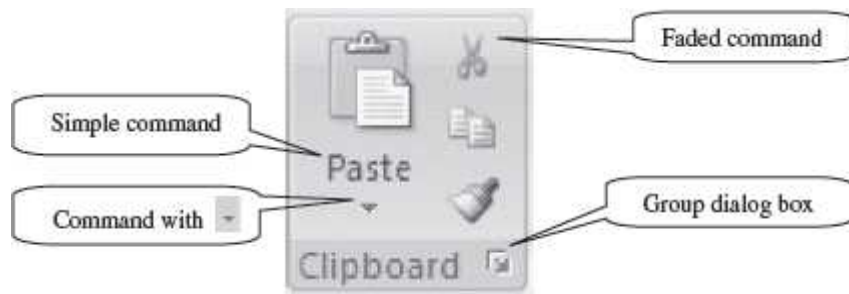 Faded command
Simple command
Paste
Command with
Group dialog box
Clipboard